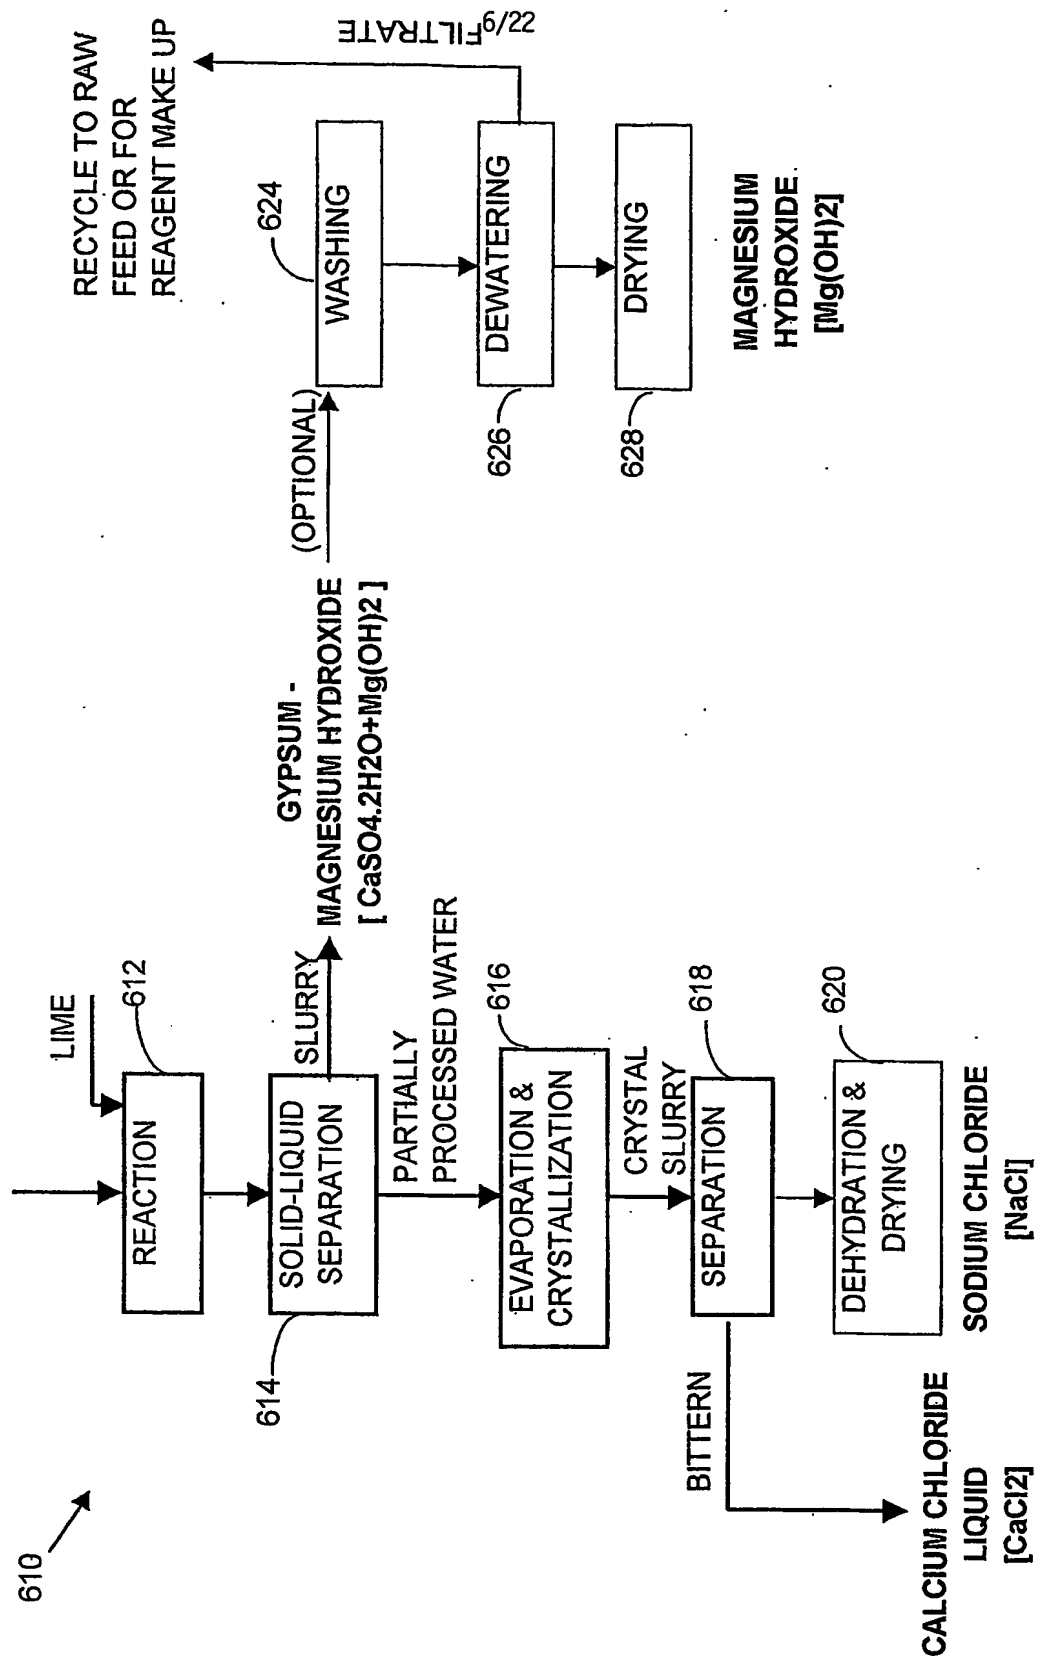 610
LIME
612
REACTION
614
SOLID-LIQUID
SEPARATION
SLURRY
GYPSUM -
MAGNESIUM HYDROXIDE
[ CaSO4.2H2O+Mg(OH)2 ]
(OPTIONAL)
624
WASHING
RECYCLE TO RAW
FEED OR FOR
REAGENT MAKE UP
FILTRATE
6/22
626
DEWATERING
628
DRYING
MAGNESIUM
HYDROXIDE.
[Mg(OH)2]
PARTIALLY
PROCESSED WATER
616
EVAPORATION &
CRYSTALLIZATION
CRYSTAL
SLURRY
618
SEPARATION
620
DEHYDRATION &
DRYING
BITTERN
CALCIUM CHLORIDE
LIQUID
[CaCl2]
SODIUM CHLORIDE
[NaCl]